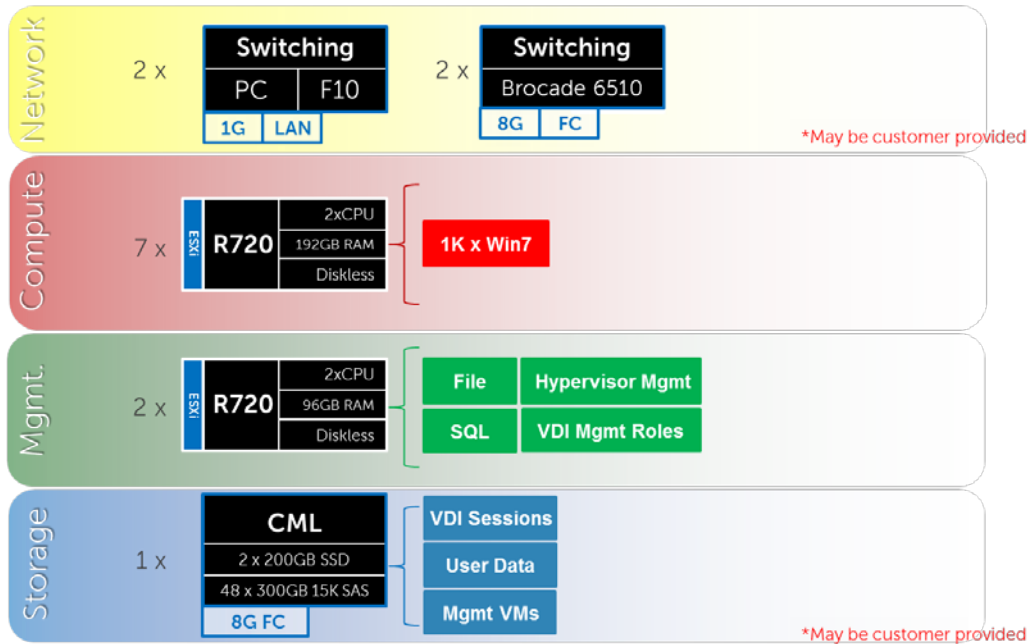 Network
2 x
Switching
PC F10
1G LAN
2 x
Switching
Brocade 6510
8G FC
*May be customer provided
Compute
7 x
ESXi
R720
2xCPU
192GB RAM
Diskless
1K x Win7
Mgmt.
2 x
ESXi
R720
2xCPU
96GB RAM
Diskless
File Hypervisor Mgmt
SQL VDI Mgmt Roles
Storage
1 x
CML
2 x 200GB SSD
48 x 300GB 15K SAS
8G FC
VDI Sessions
User Data
Mgmt VMs
*May be customer provided